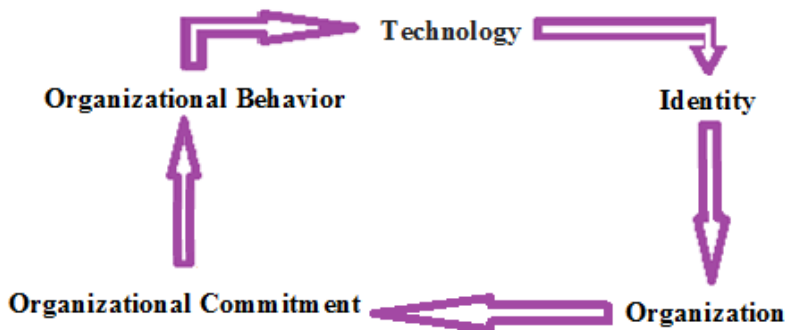 Technology
Organizational Behavior
Identity
Organizational Commitment
Organization